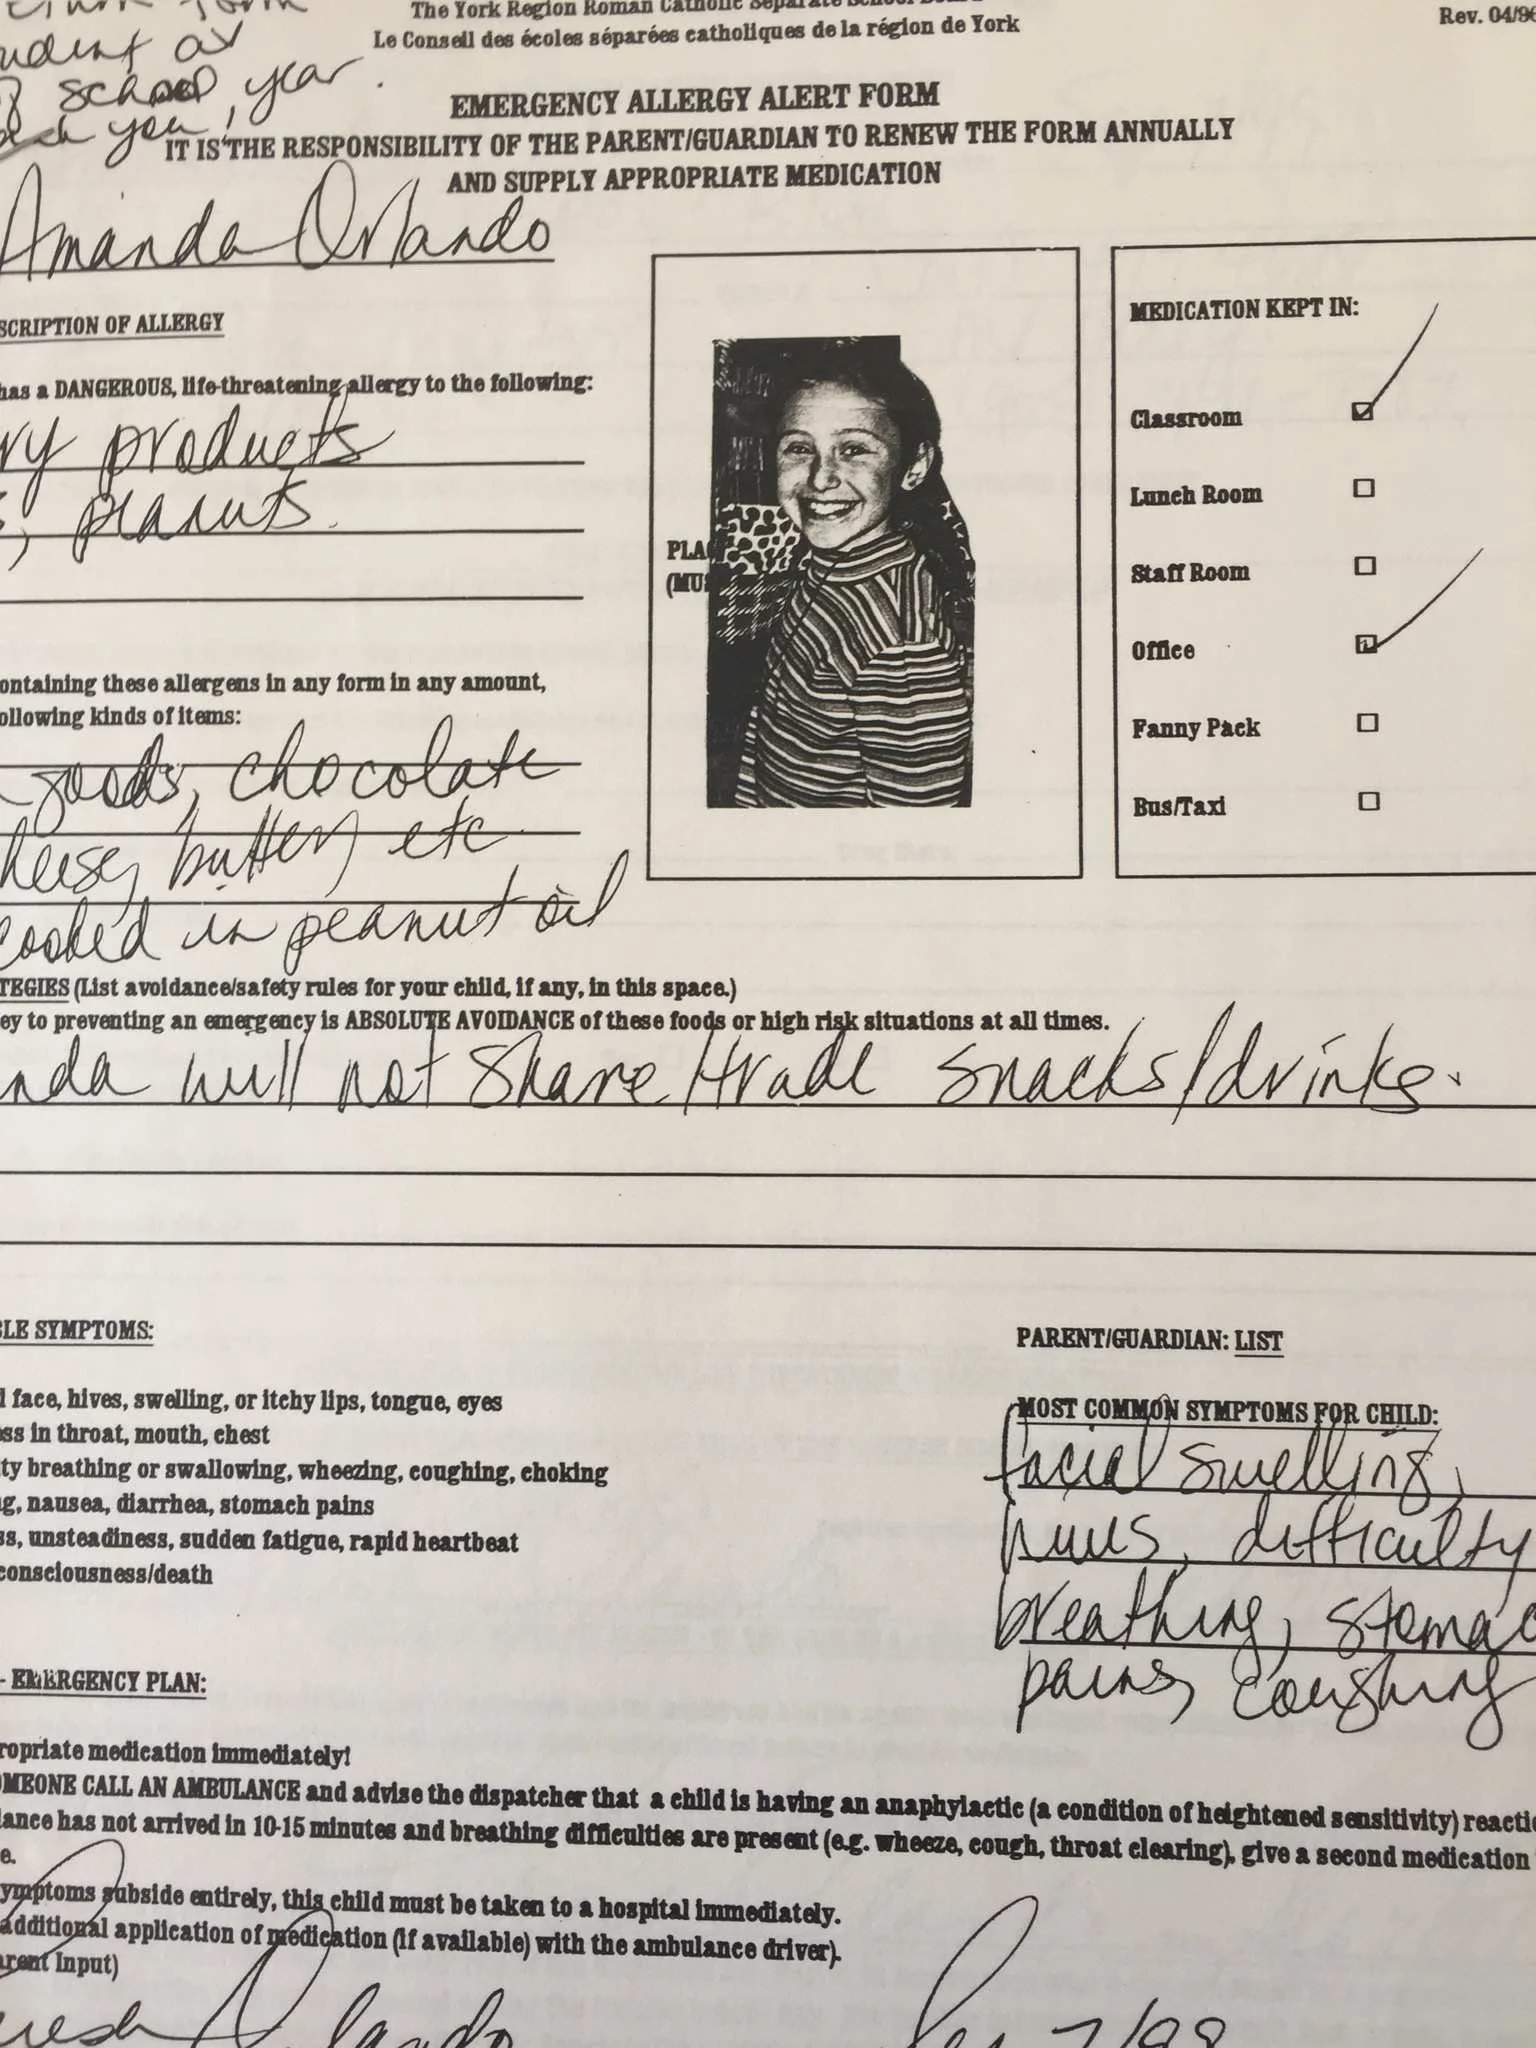 udent as
The York Region Roman Catholic Separate School
Rev. 04/96
Le Conseil des écoles séparées catholiques de la région de York
school year.
you,
EMERGENCY ALLERGY ALERT FORM
IT IS THE RESPONSIBILITY OF THE PARENT/GUARDIAN TO RENEW THE FORM ANNUALLY
AND SUPPLY APPROPRIATE MEDICATION
Amanda Orlando
SCRIPTION OF ALLERGY
has a DANGEROUS, life-threatening allergy to the following:
ry products
, peanuts.
ontaining these allergens in any form in any amount,
ollowing kinds of items:
goods, chocolate
heese, butter, etc
cooked in peanut oil
PLA
(MU
MEDICATION KEPT IN:
Classroom
Lunch Room
Staff Room
Office
Fanny Pack
Bus/Taxi
TEGIES (List avoidance/safety rules for your child, if any, in this space.)
ey to preventing an emergency is ABSOLUTE AVOIDANCE of these foods or high risk situations at all times.
nda will not share/trade snacks/drinks.
LE SYMPTOMS:
face, hives, swelling, or itchy lips, tongue, eyes
ss in throat, mouth, chest
ty breathing or swallowing, wheezing, coughing, choking
g, nausea, diarrhea, stomach pains
ss, unsteadiness, sudden fatigue, rapid heartbeat
consciousness/death
PARENT/GUARDIAN: LIST
MOST COMMON SYMPTOMS FOR CHILD:
facial swelling,
hives, difficulty
breathing, stomac
pains, coughing
- EMERGENCY PLAN:
ropriate medication immediately!
OMEONE CALL AN AMBULANCE and advise the dispatcher that a child is having an anaphylactic (a condition of heightened sensitivity) reactio
lance has not arrived in 10-15 minutes and breathing difficulties are present (e.g. wheeze, cough, throat clearing), give a second medication
e.
ymptoms subside entirely, this child must be taken to a hospital immediately.
additional application of medication (if available) with the ambulance driver).
arent Input)
Orlando